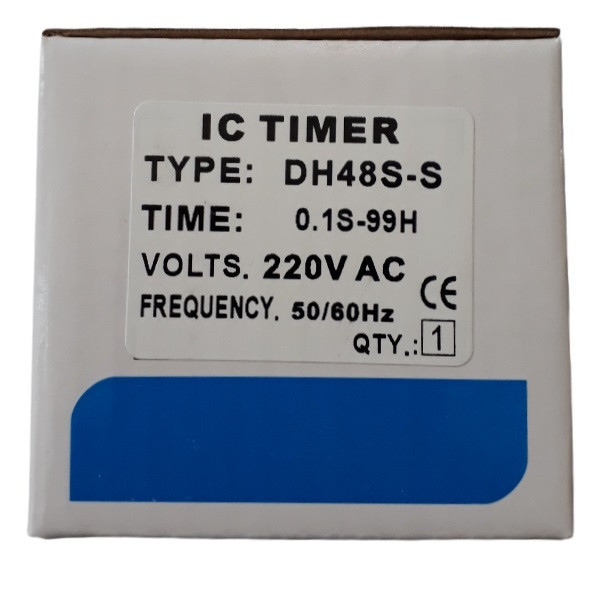 IC TIMER
TYPE: DH48S-S
TIME: 0.1S-99H
VOLTS. 220V AC
FREQUENCY. 50/60Hz
CE
QTY.: 1